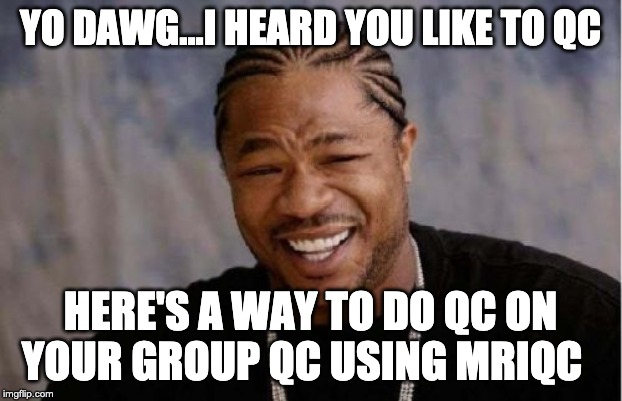 YO DAWG...I HEARD YOU LIKE TO QC
HERE'S A WAY TO DO QC ON
YOUR GROUP QC USING MRIQC
imgflip.com